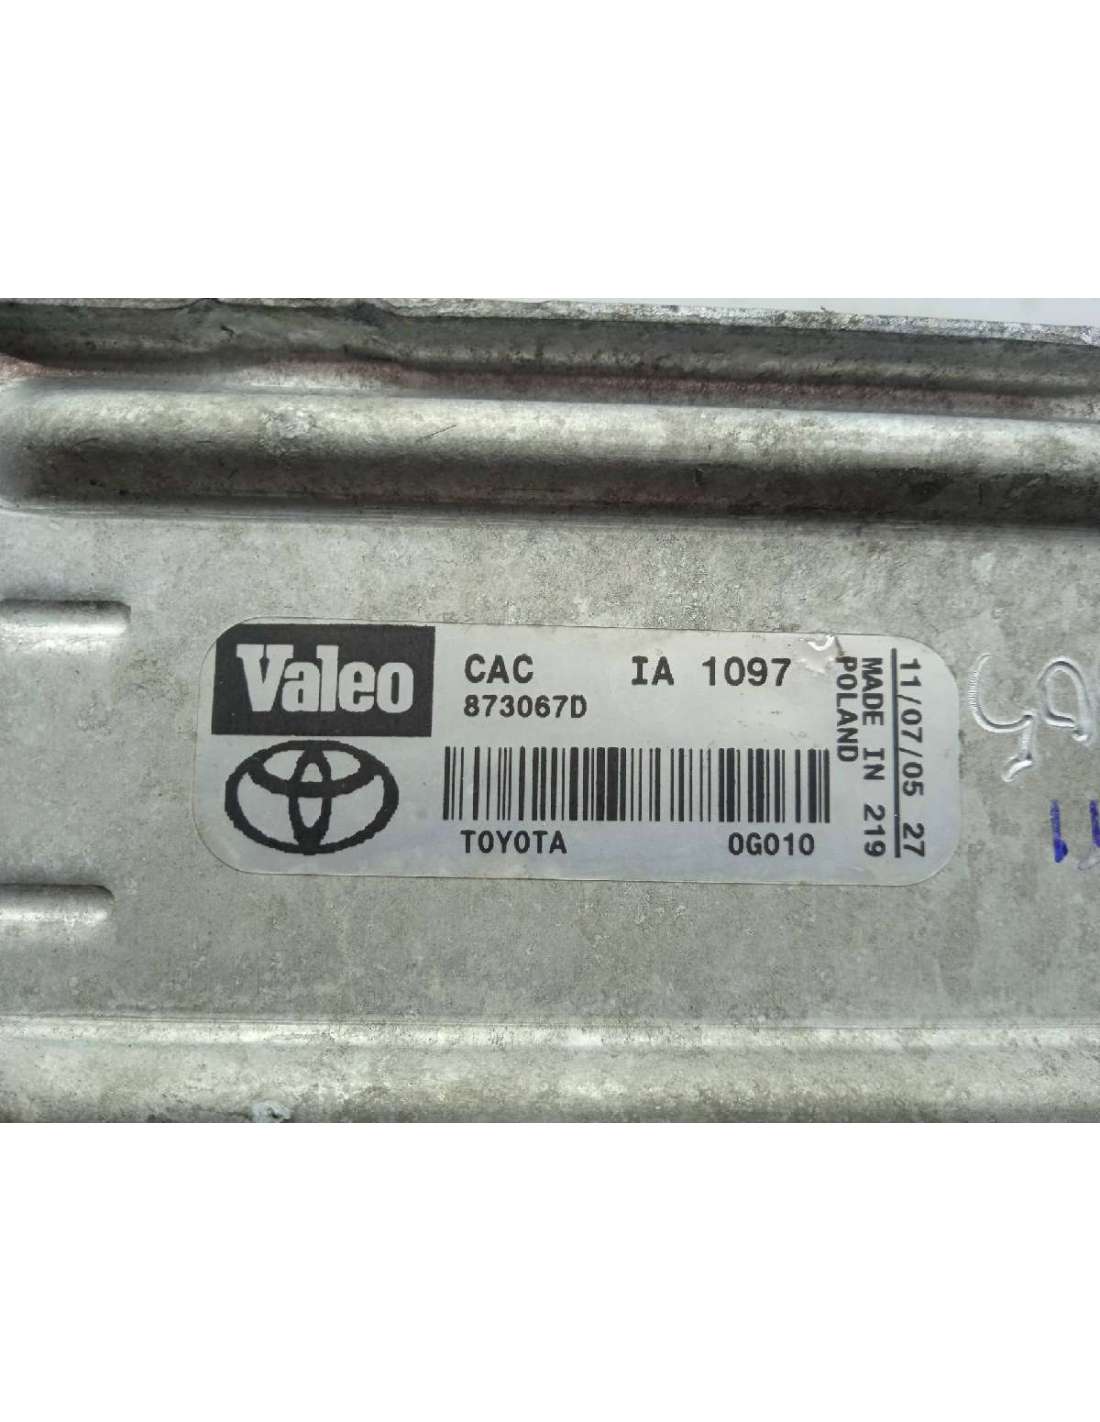 Valeo
CAC IA 1097
873067D
TOYOTA 0G010
11/07/05 27
MADE IN 219
POLAND